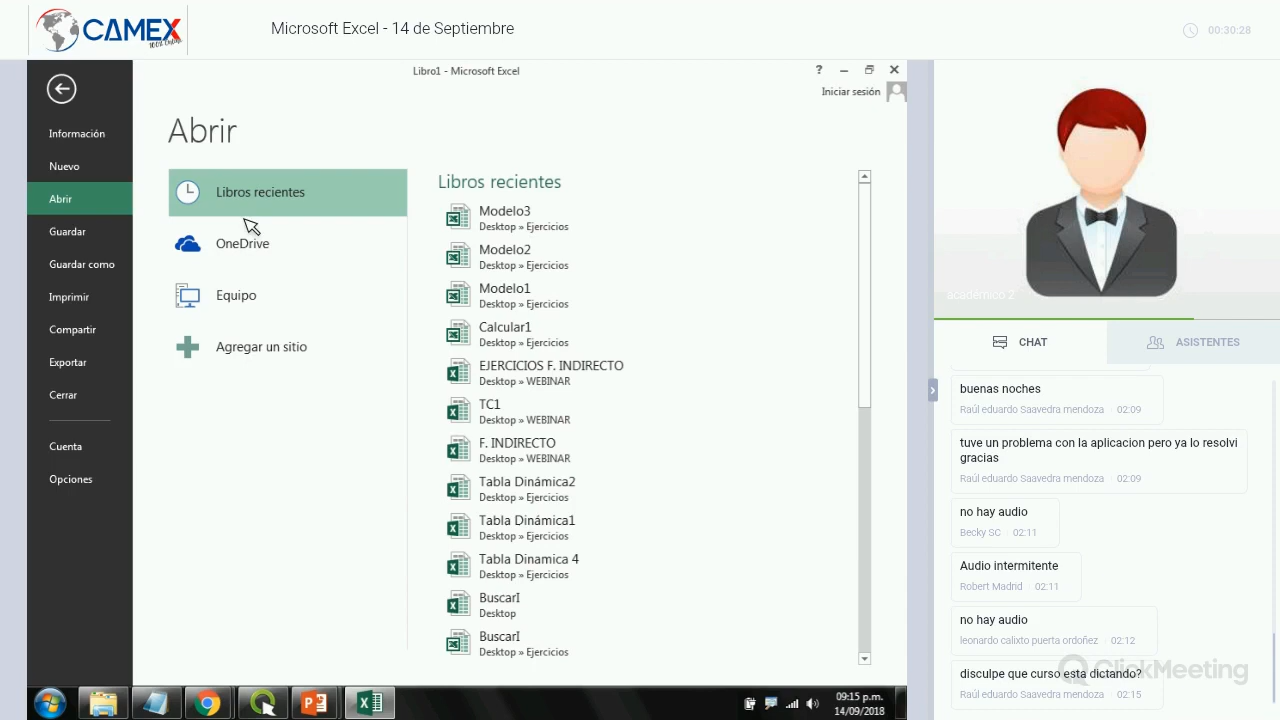 CAMEX
100% Online
Microsoft Excel - 14 de Septiembre
00:30:28
Libro1 - Microsoft Excel
?
Iniciar sesión
Información
Nuevo
Abrir
Guardar
Guardar como
Imprimir
Compartir
Exportar
Cerrar
Cuenta
Opciones
Abrir
Libros recientes
OneDrive
Equipo
Agregar un sitio
Libros recientes
Modelo3
Desktop » Ejercicios
Modelo2
Desktop » Ejercicios
Modelo1
Desktop » Ejercicios
Calcular1
Desktop » Ejercicios
EJERCICIOS F. INDIRECTO
Desktop » WEBINAR
TC1
Desktop » WEBINAR
F. INDIRECTO
Desktop » WEBINAR
Tabla Dinámica2
Desktop » Ejercicios
Tabla Dinámica1
Desktop » Ejercicios
Tabla Dinamica 4
Desktop » Ejercicios
BuscarI
Desktop
BuscarI
Desktop » Ejercicios
09:15 p.m.
14/09/2018
académico 2
CHAT
ASISTENTES
buenas noches
Raúl eduardo Saavedra mendoza · 02:09
tuve un problema con la aplicacion pero ya lo resolvi
gracias
Raúl eduardo Saavedra mendoza · 02:09
no hay audio
Becky SC · 02:11
Audio intermitente
Robert Madrid · 02:11
no hay audio
leonardo calixto puerta ordoñez · 02:12
disculpe que curso esta dictando?
Raúl eduardo Saavedra mendoza · 02:15
ClickMeeting